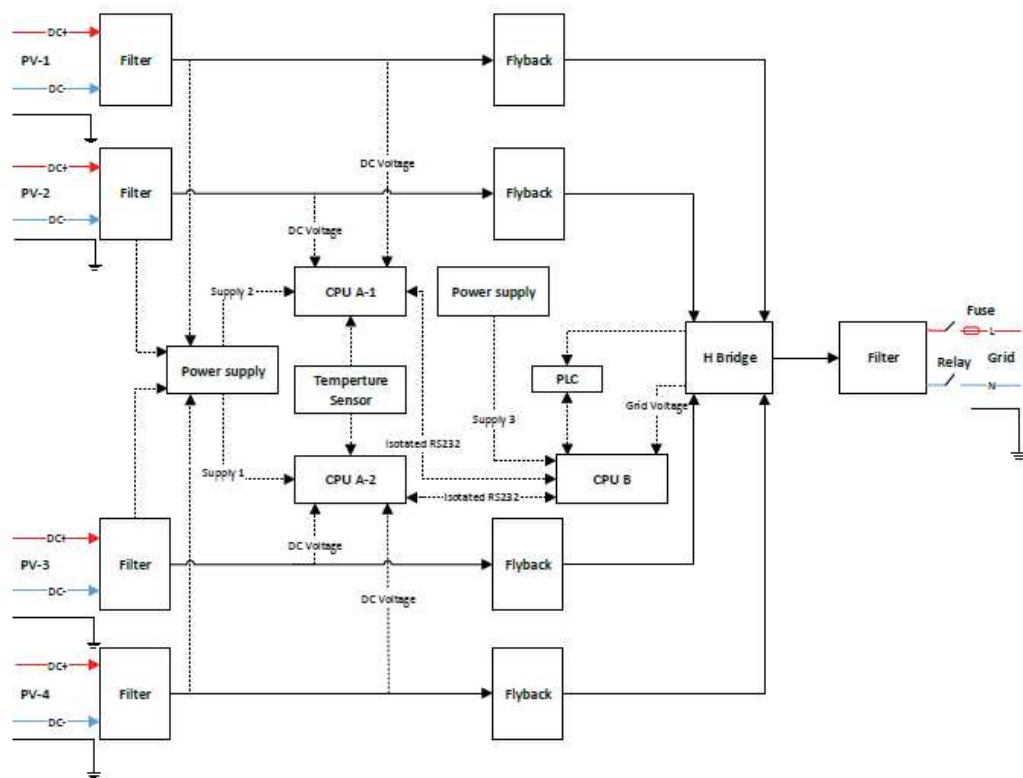 DC+
PV-1
DC-
Filter
Flyback
DC Voltage
DC+
PV-2
DC-
Filter
Flyback
DC Voltage
Supply 2
CPU A-1
Power supply
Power supply
Temperture
Sensor
PLC
H Bridge
Filter
Fuse
L
Relay
Grid
N
Grid Voltage
Supply 3
Isotated RS232
Supply 1
CPU A-2
Isotated RS232
CPU B
DC+
PV-3
DC-
Filter
DC Voltage
Flyback
DC Voltage
DC+
PV-4
DC-
Filter
Flyback